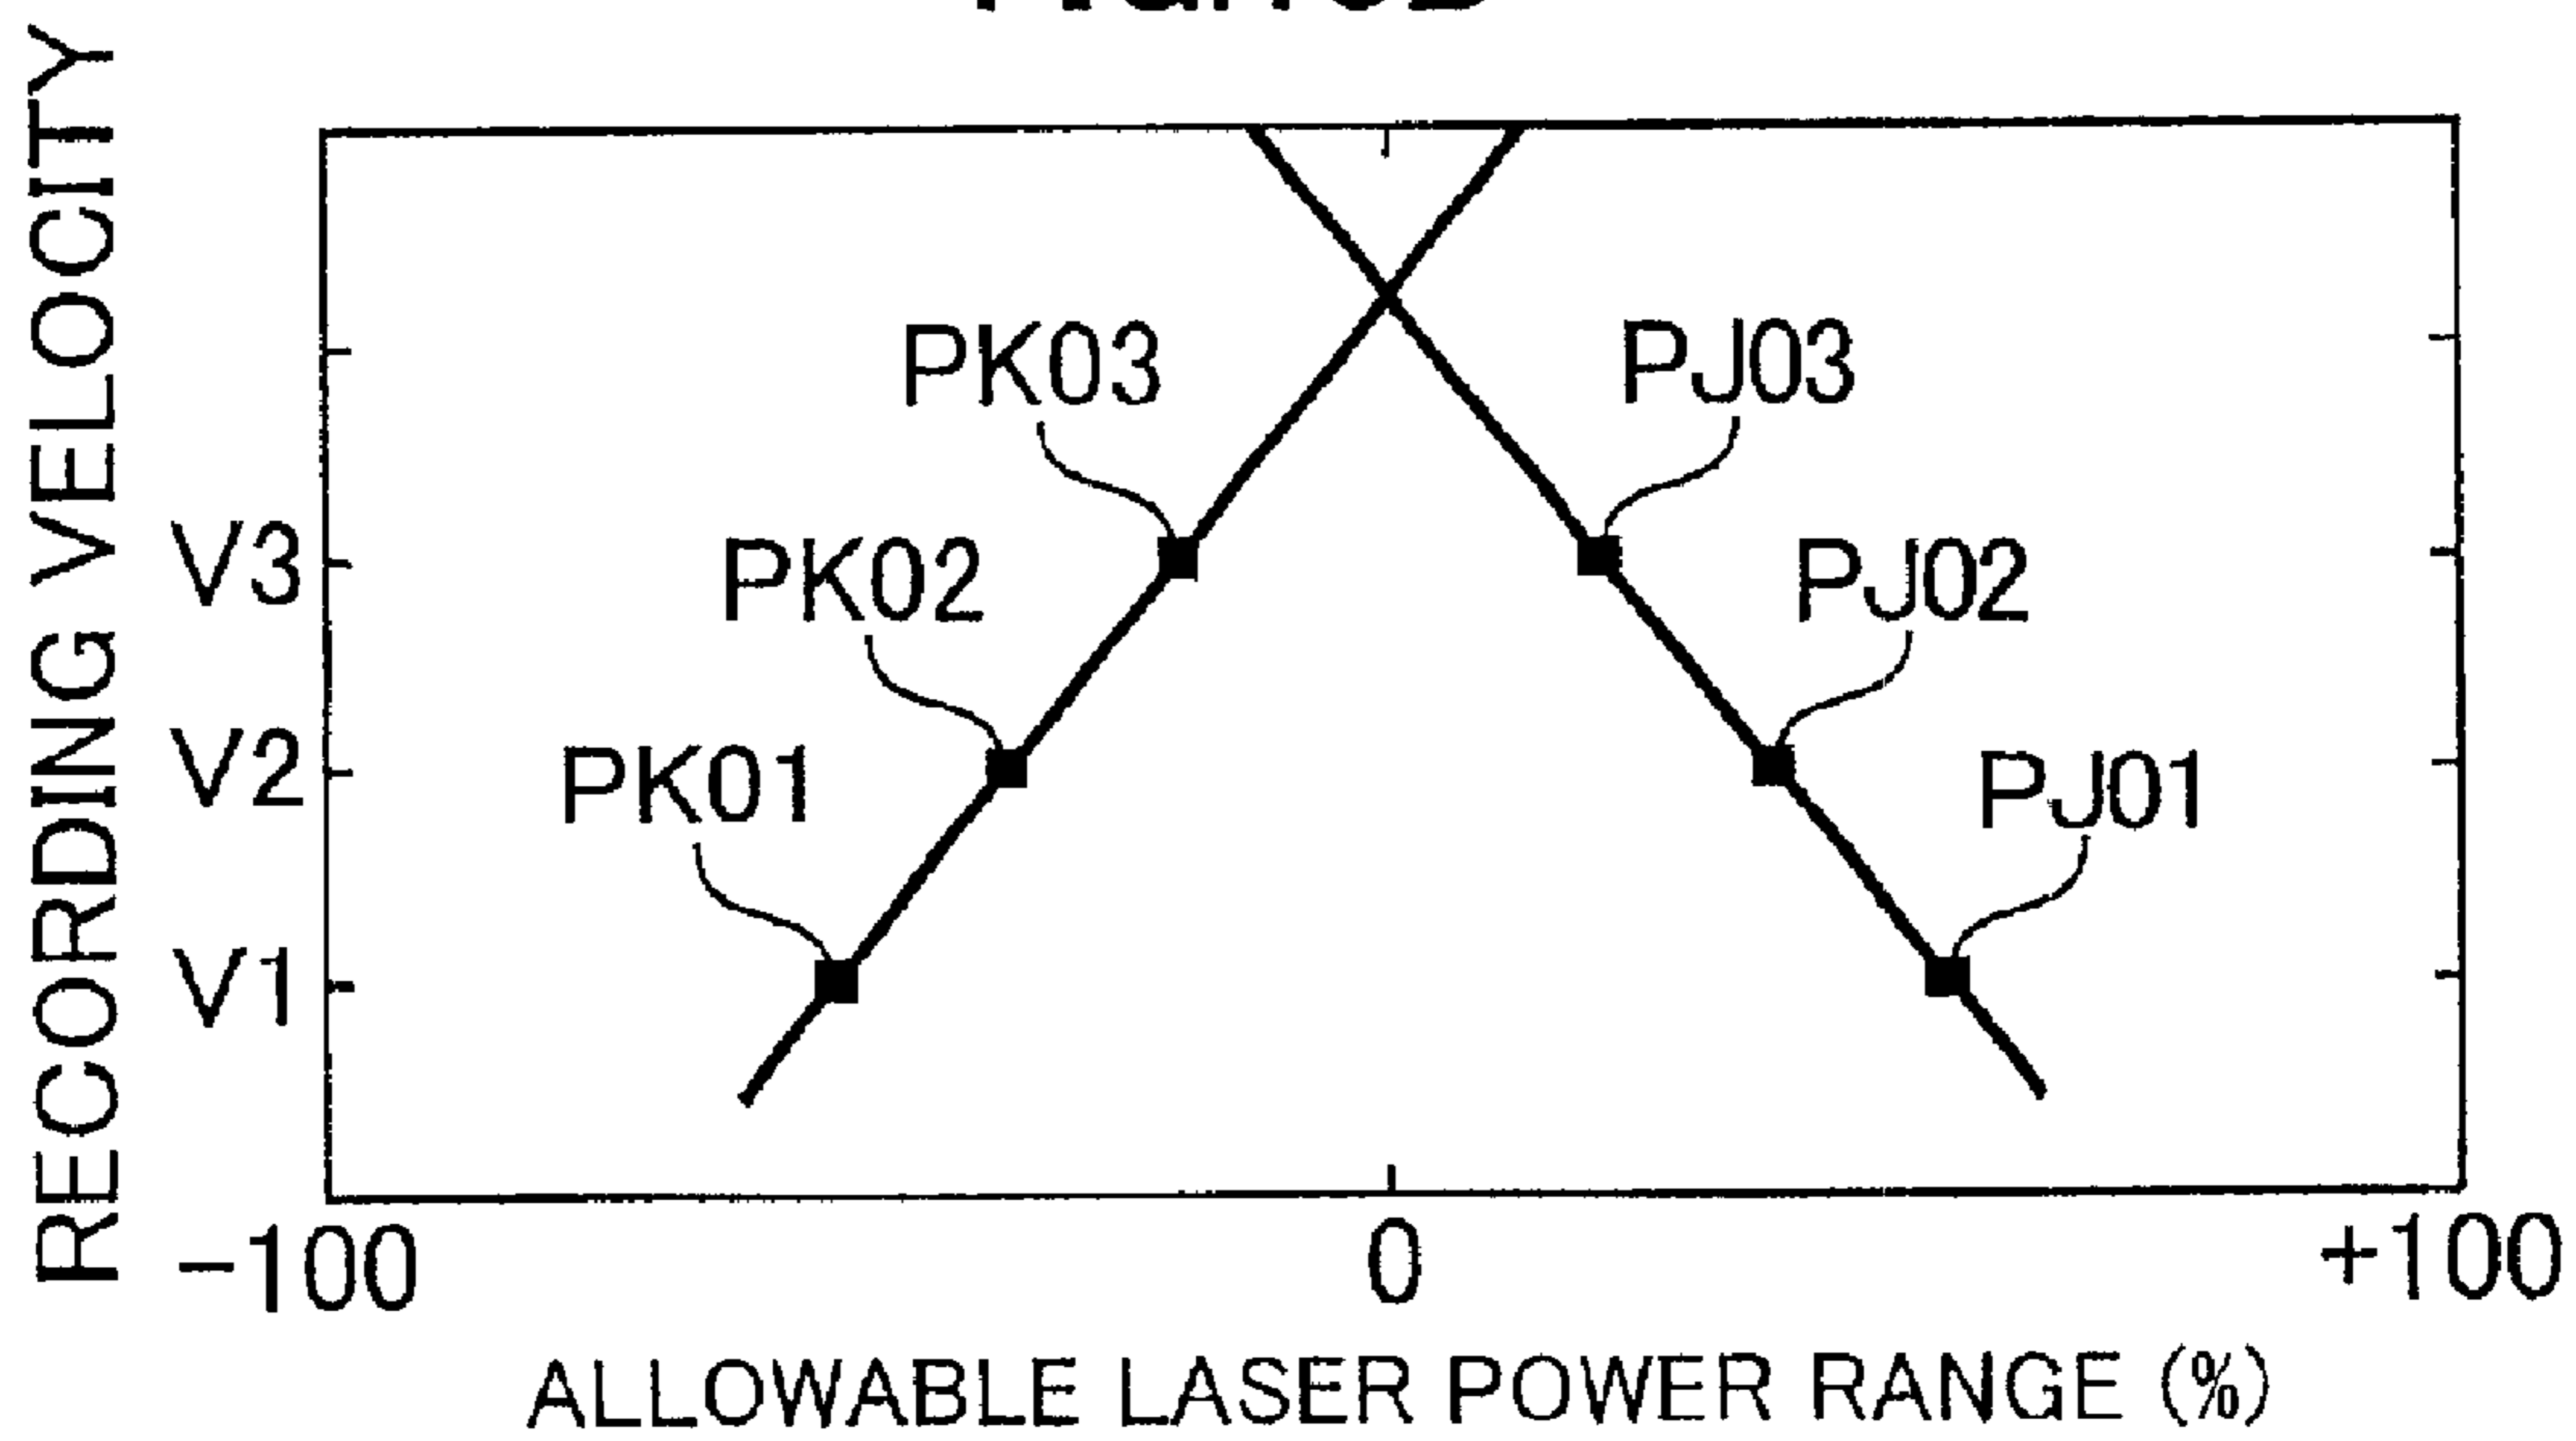 RECORDING VELOCITY
PK03
PJ03
V3
PK02
PJ02
V2
PK01
PJ01
V1
-100
0
+100
ALLOWABLE LASER POWER RANGE (%)